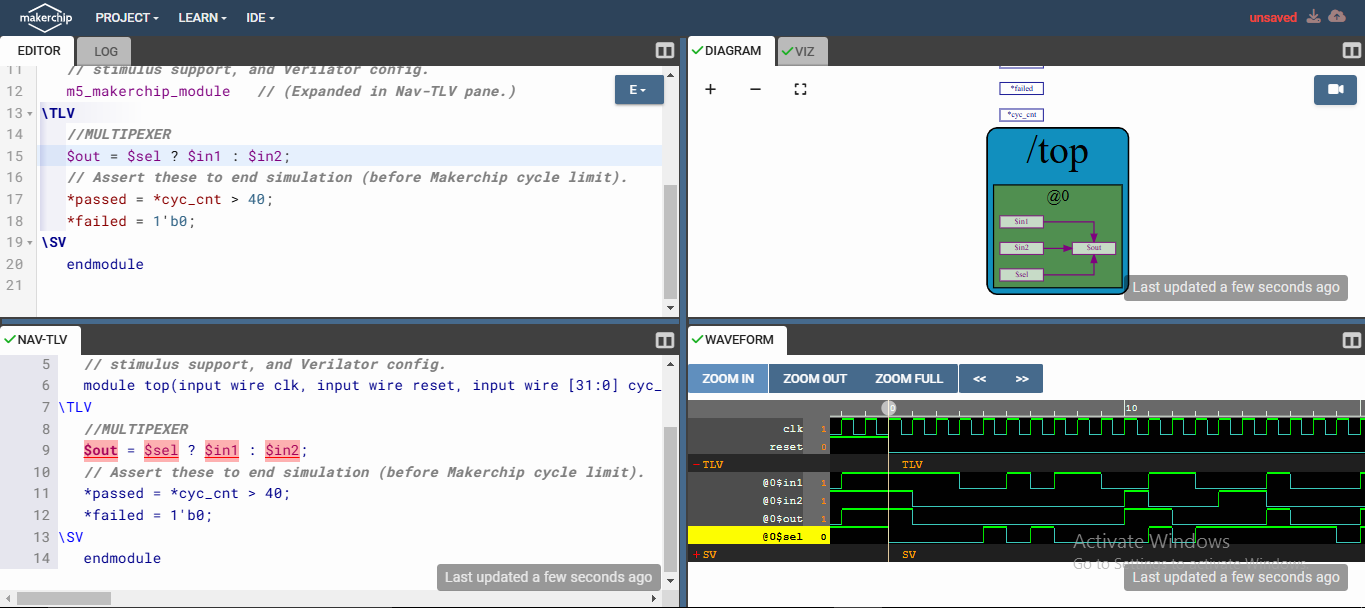 makerchip PROJECT LEARN IDE unsaved
EDITOR LOG
11 // stimulus support, and Verilator config.
12 m5_makerchip_module // (Expanded in Nav-TLV pane.)
13 \TLV
14 //MULTIPEXER
15 $out = $sel ? $in1 : $in2;
16 // Assert these to end simulation (before Makerchip cycle limit).
17 *passed = *cyc_cnt > 40;
18 *failed = 1'b0;
19 \SV
20 endmodule
21
E
DIAGRAM VIZ
+ −
*failed
*cyc_cnt
/top
@0
$in1
$in2 $out
$sel
Last updated a few seconds ago
NAV-TLV
5 // stimulus support, and Verilator config.
6 module top(input wire clk, input wire reset, input wire [31:0] cyc_
7 \TLV
8 //MULTIPEXER
9 $out = $sel ? $in1 : $in2;
10 // Assert these to end simulation (before Makerchip cycle limit).
11 *passed = *cyc_cnt > 40;
12 *failed = 1'b0;
13 \SV
14 endmodule
Last updated a few seconds ago
WAVEFORM
ZOOM IN ZOOM OUT ZOOM FULL << >>
0 10
clk 1
reset 0
−TLV TLV
@0$in1 1
@0$in2 1
@0$out 1
@0$sel 0
+SV SV
Activate Windows
Go to Settings to activate Windows.
Last updated a few seconds ago